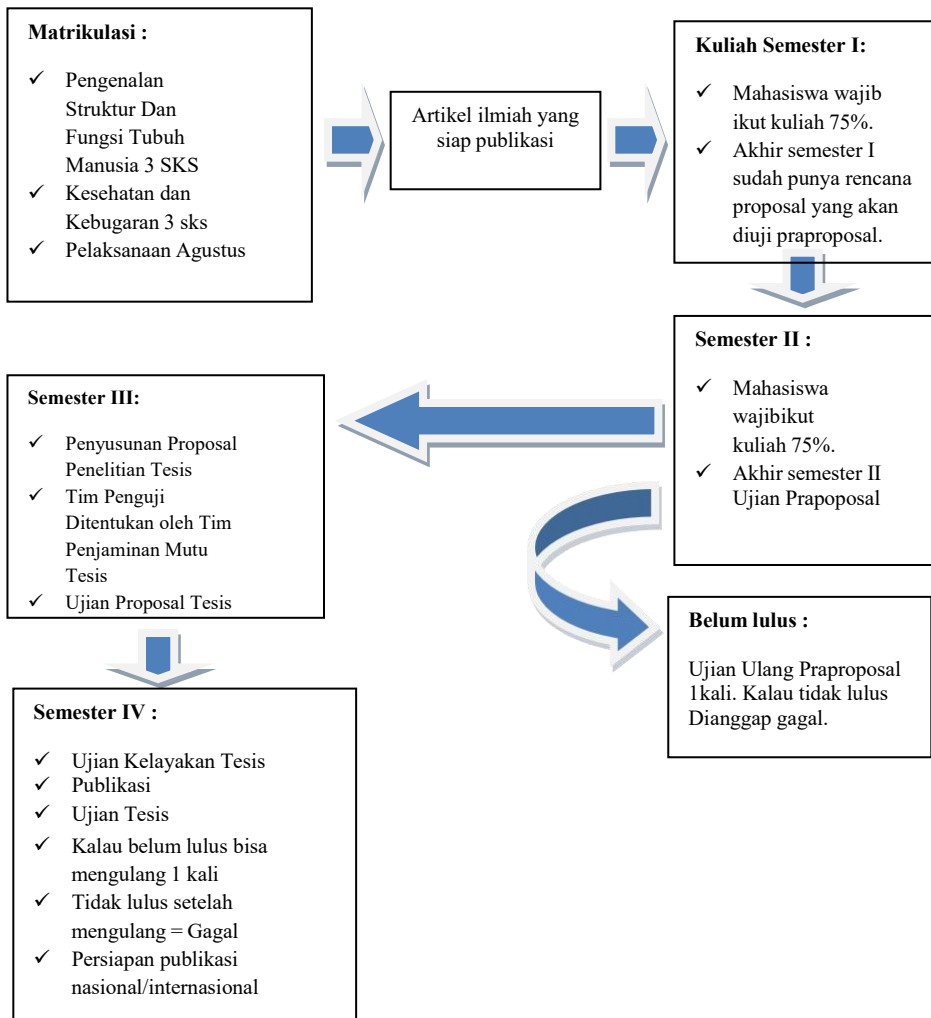 Matrikulasi :
✓ Pengenalan
Struktur Dan
Fungsi Tubuh
Manusia 3 SKS
✓ Kesehatan dan
Kebugaran 3 sks
✓ Pelaksanaan Agustus
Artikel ilmiah yang
siap publikasi
Kuliah Semester I:
✓ Mahasiswa wajib
ikut kuliah 75%.
✓ Akhir semester I
sudah punya rencana
proposal yang akan
diuji praproposal.
Semester II :
✓ Mahasiswa
wajibikut
kuliah 75%.
✓ Akhir semester II
Ujian Prapoposal
Semester III:
✓ Penyusunan Proposal
Penelitian Tesis
✓ Tim Penguji
Ditentukan oleh Tim
Penjaminan Mutu
Tesis
✓ Ujian Proposal Tesis
Belum lulus :
Ujian Ulang Praproposal
1kali. Kalau tidak lulus
Dianggap gagal.
Semester IV :
✓ Ujian Kelayakan Tesis
✓ Publikasi
✓ Ujian Tesis
✓ Kalau belum lulus bisa
mengulang 1 kali
✓ Tidak lulus setelah
mengulang = Gagal
✓ Persiapan publikasi
nasional/internasional